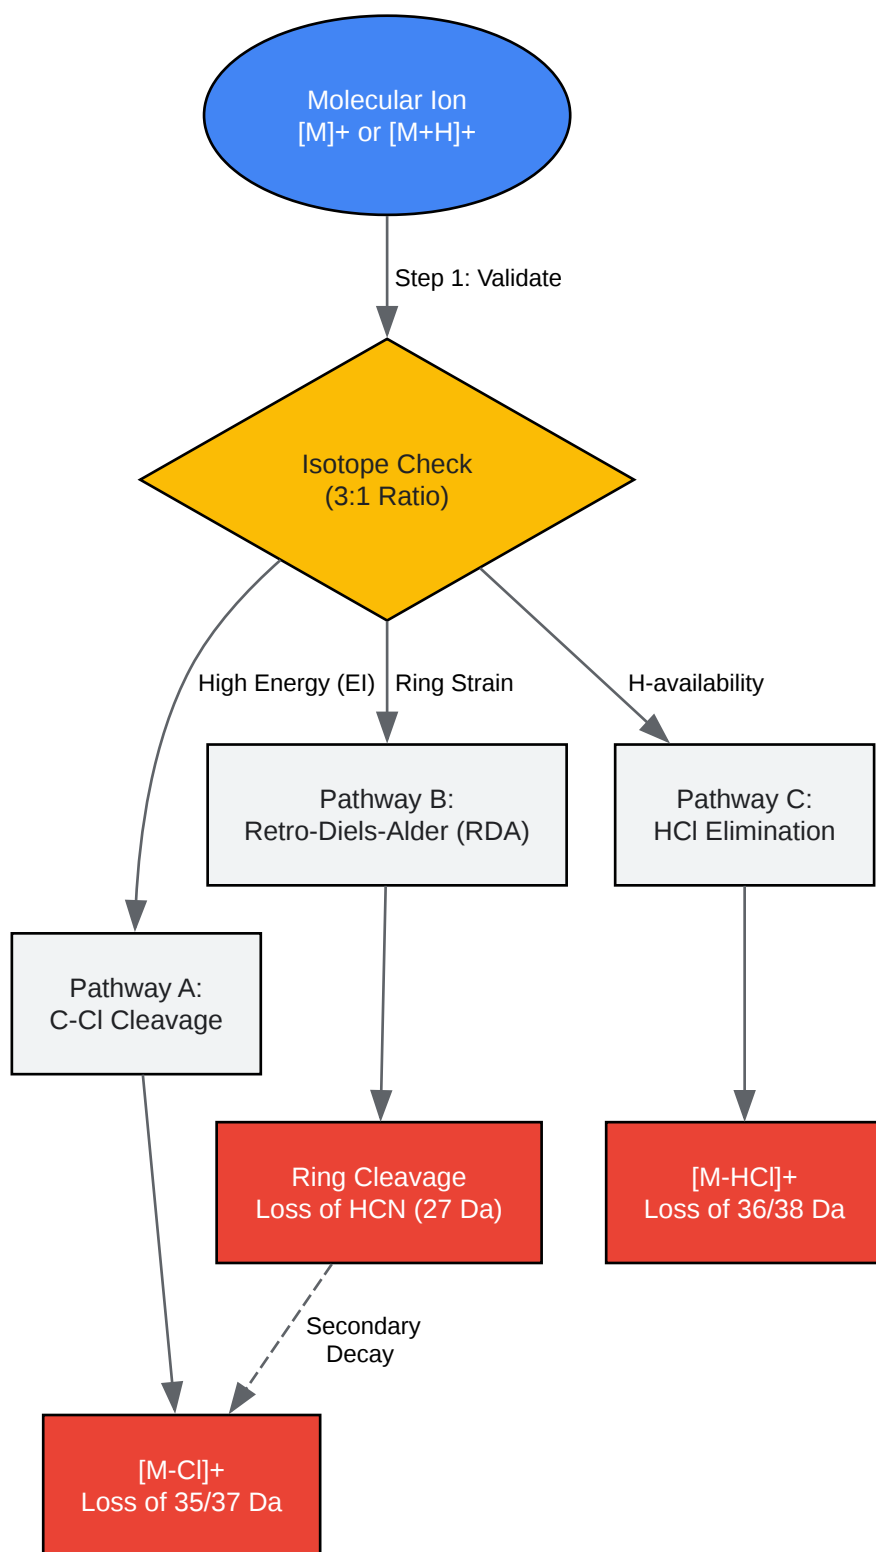 Molecular Ion
[M]+ or [M+H]+
Step 1: Validate
Isotope Check
(3:1 Ratio)
High Energy (EI)
Ring Strain
H-availability
Pathway B:
Retro-Diels-Alder (RDA)
Pathway C:
HCl Elimination
Pathway A:
C-Cl Cleavage
Ring Cleavage
Loss of HCN (27 Da)
[M-HCl]+
Loss of 36/38 Da
Secondary
Decay
[M-Cl]+
Loss of 35/37 Da